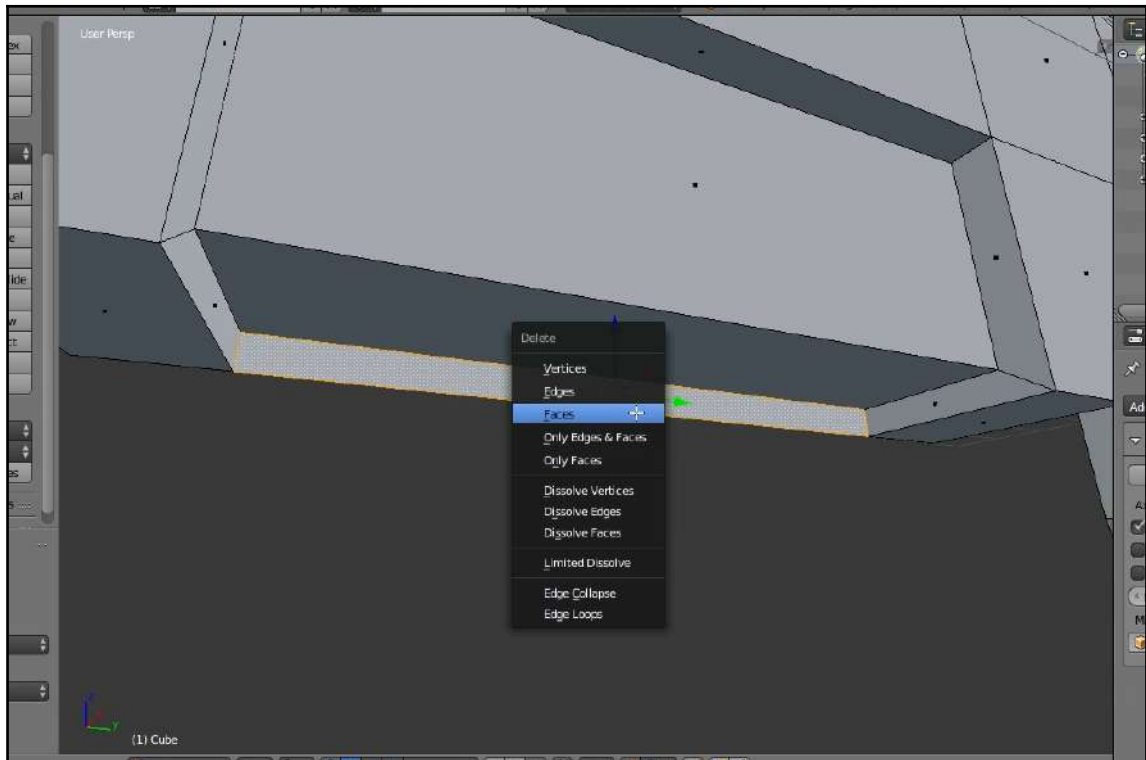 User Persp
Delete
Vertices
Edges
Faces
Only Edges & Faces
Only Faces
Dissolve Vertices
Dissolve Edges
Dissolve Faces
Limited Dissolve
Edge Collapse
Edge Loops
z
y
(1) Cube
Ad